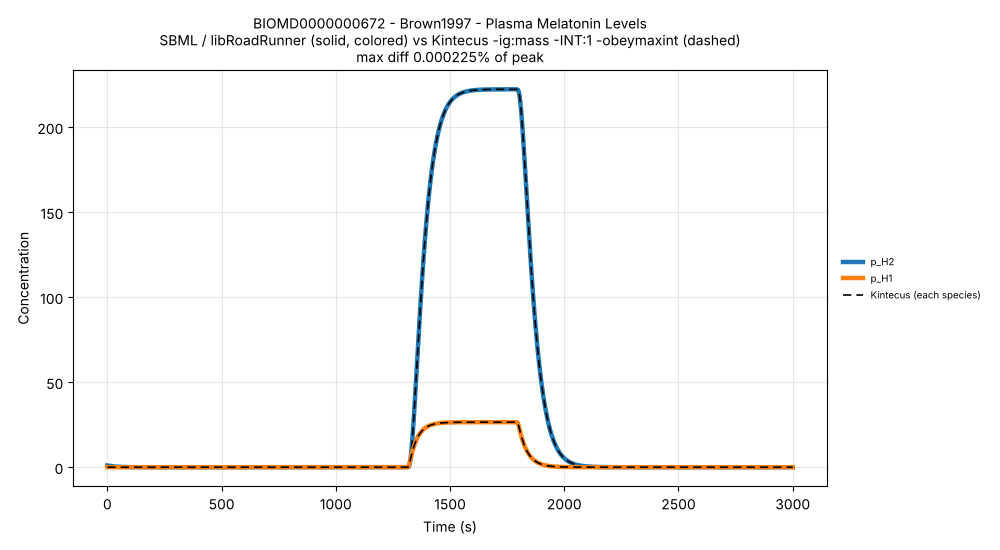 BIOMD0000000672 - Brown1997 - Plasma Melatonin Levels
SBML / libRoadRunner (solid, colored) vs Kintecus -ig:mass -INT:1 -obeymaxint (dashed)
max diff 0.000225% of peak
Concentration
200
150
100
50
0
0 500 1000 1500 2000 2500 3000
Time (s)
p_H2
p_H1
Kintecus (each species)